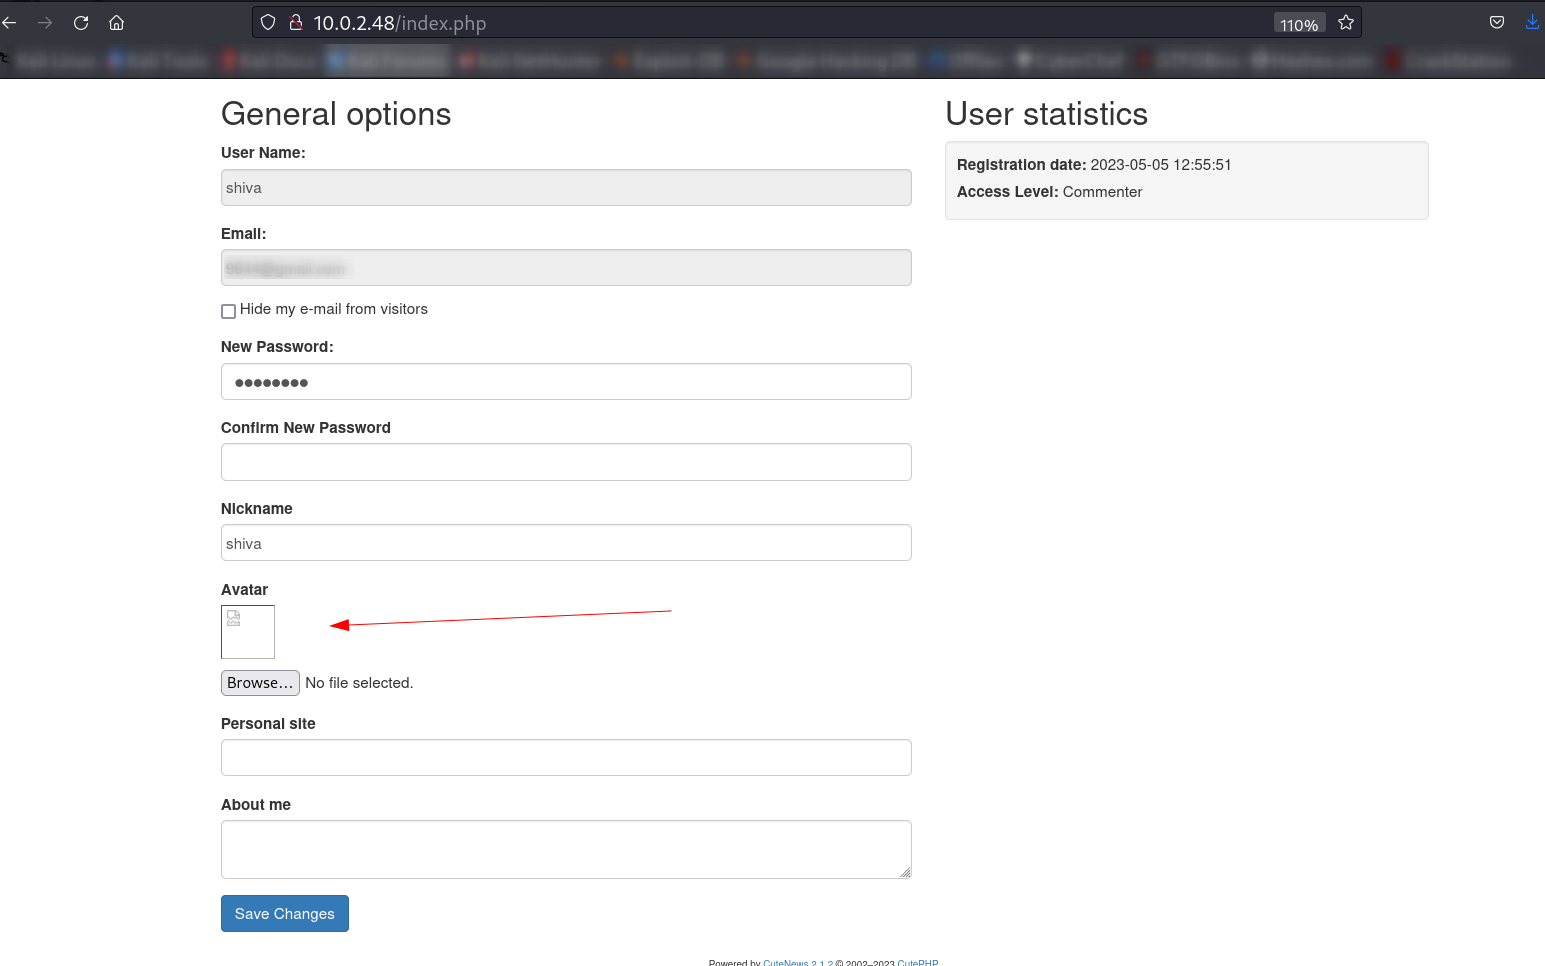 10.0.2.48/index.php
110%
General options
User Name:
shiva
Email:
Hide my e-mail from visitors
New Password:
••••••••
Confirm New Password
Nickname
shiva
Avatar
Browse... No file selected.
Personal site
About me
Save Changes
User statistics
Registration date: 2023-05-05 12:55:51
Access Level: Commenter
Powered by CuteNews 2.1.2 © 2002–2023 CutePHP